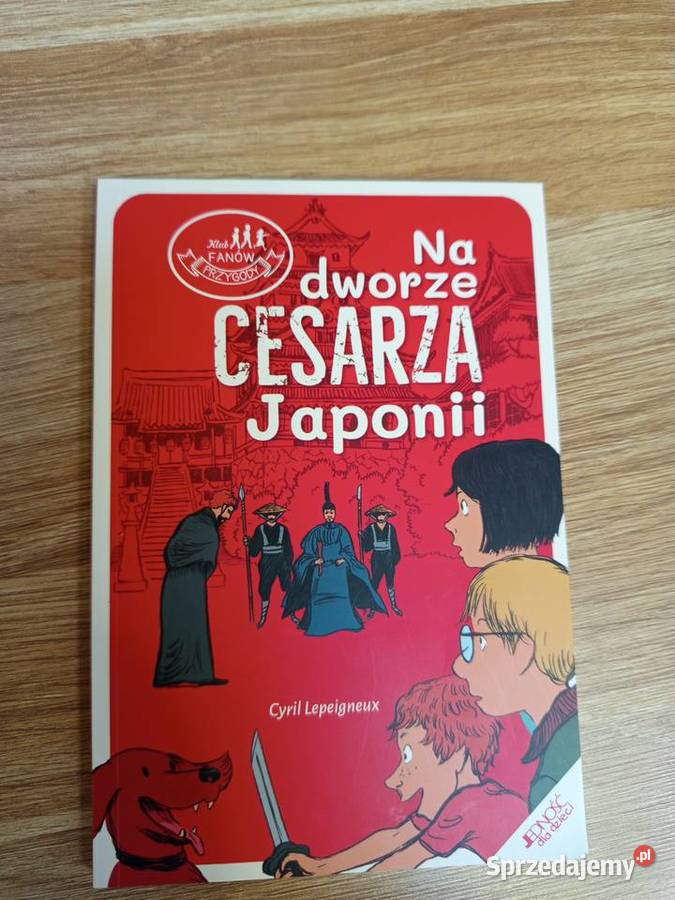 Klub
FANÓW
PRZYGODY
Na
dworze
CESARZA
Japonii
Cyril Lepeigneux
JEDNOŚĆ
dla dzieci
Sprzedajemy.pl